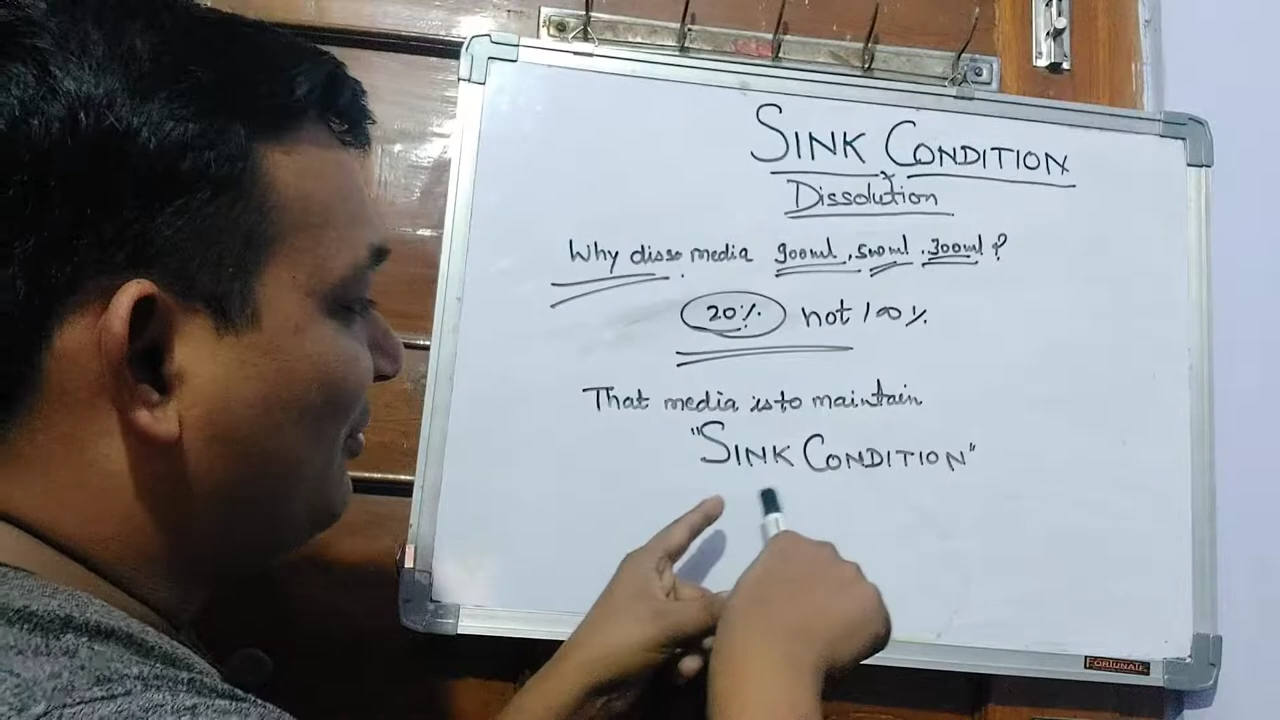 SINK CONDITION
Dissolution
Why disso media 900ml, 500ml, 300ml?
20% not 100%
That media is to maintain
"SINK CONDITION"
FORTUNATE